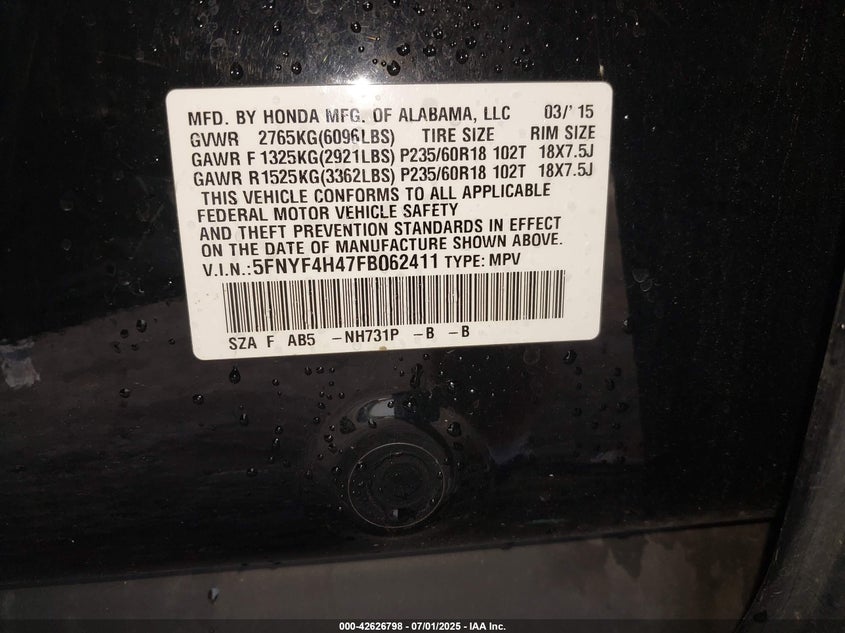 MFD. BY HONDA MFG. OF ALABAMA, LLC 03/'15
GVWR 2765KG(6096LBS) TIRE SIZE RIM SIZE
GAWR F 1325KG(2921LBS) P235/60R18 102T 18X7.5J
GAWR R1525KG(3362LBS) P235/60R18 102T 18X7.5J
THIS VEHICLE CONFORMS TO ALL APPLICABLE
FEDERAL MOTOR VEHICLE SAFETY
AND THEFT PREVENTION STANDARDS IN EFFECT
ON THE DATE OF MANUFACTURE SHOWN ABOVE.
V.I.N.:5FNYF4H47FB062411 TYPE: MPV
SZA F AB5 -NH731P -B -B
000-42626798 - 07/01/2025 - IAA Inc.